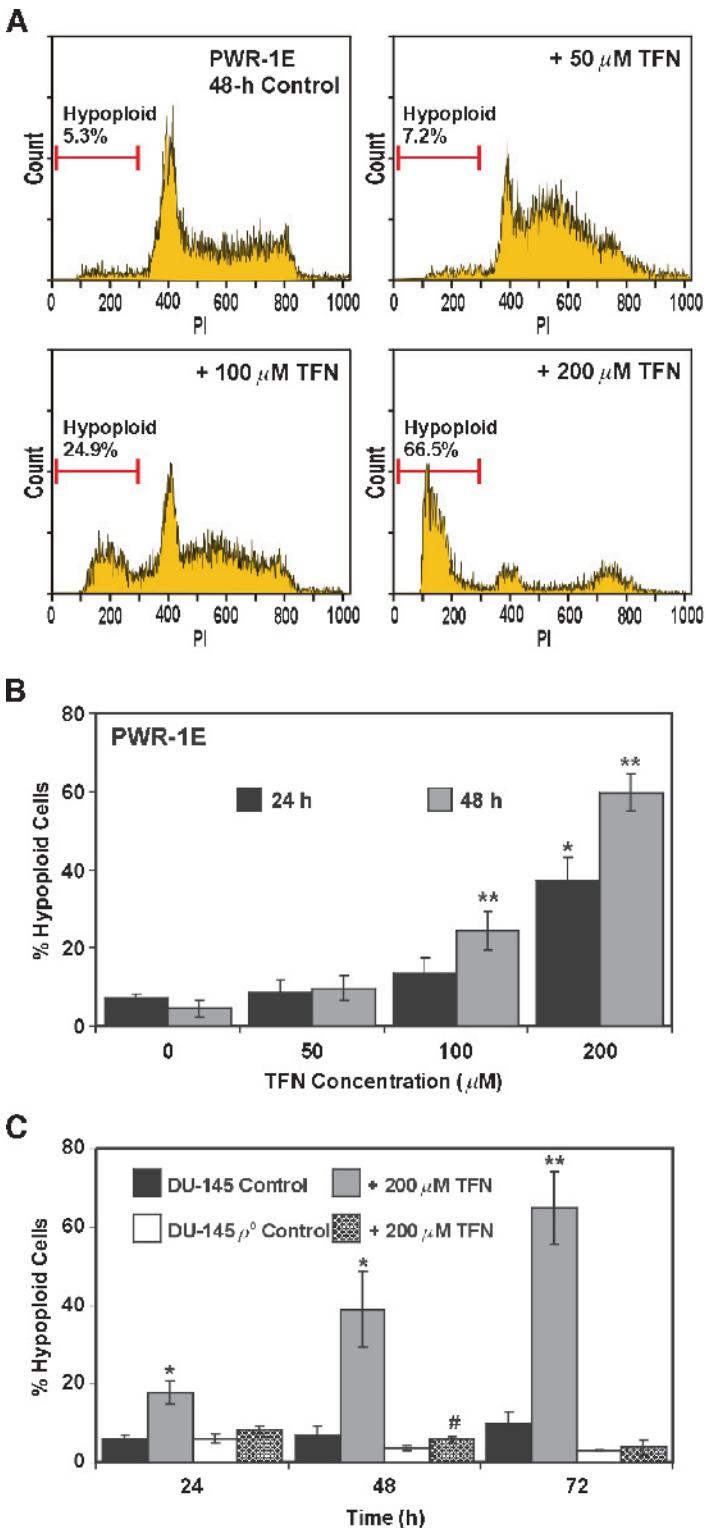 A
PWR-1E
48-h Control
Hypoploid
5.3%
Count
0 200 400 600 800 1000
PI
+ 50 μM TFN
Hypoploid
7.2%
Count
0 200 400 600 800 1000
PI
+ 100 μM TFN
Hypoploid
24.9%
Count
0 200 400 600 800 1000
PI
+ 200 μM TFN
Hypoploid
66.5%
Count
0 200 400 600 800 1000
PI
B
PWR-1E
24 h
48 h
% Hypoploid Cells
80
60
40
20
0
**
*
**
0 50 100 200
TFN Concentration (μM)
C
DU-145 Control
+ 200 μM TFN
DU-145 ρ⁰ Control
+ 200 μM TFN
% Hypoploid Cells
80
60
40
20
0
*
*
#
**
24 48 72
Time (h)